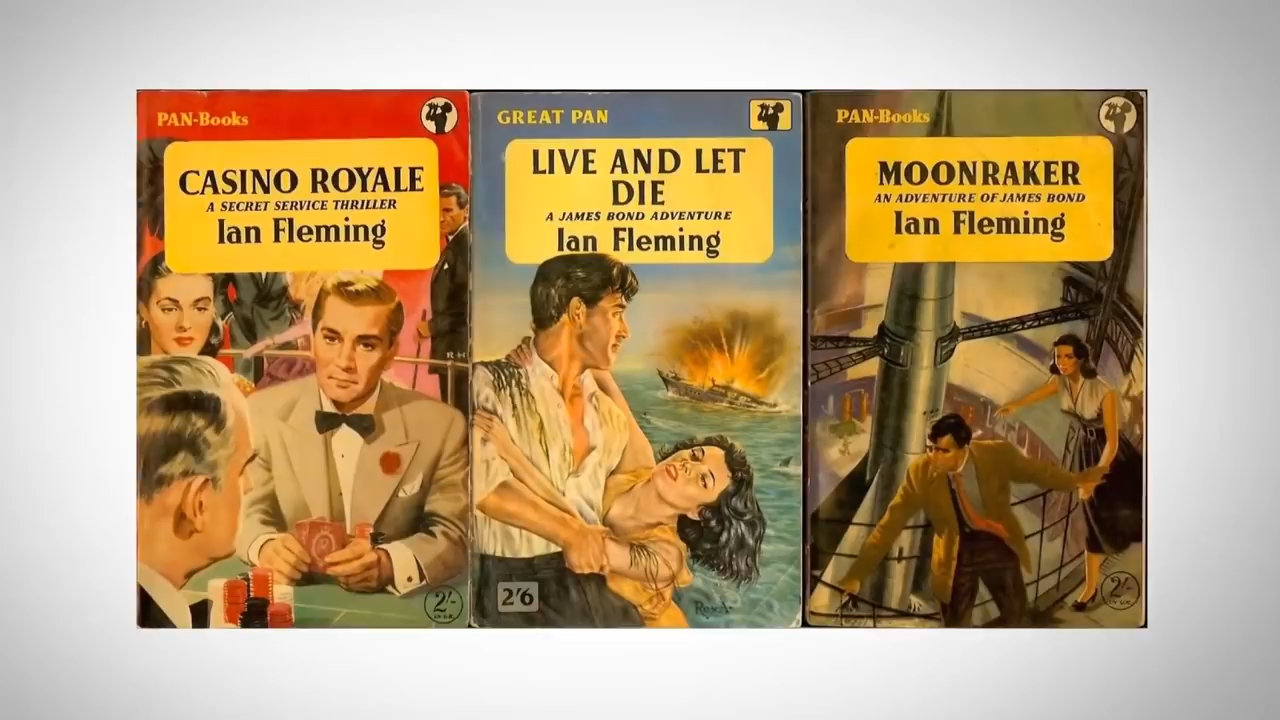 PAN-Books
CASINO ROYALE
A SECRET SERVICE THRILLER
Ian Fleming
R·H
2/-
GREAT PAN
LIVE AND LET
DIE
A JAMES BOND ADVENTURE
Ian Fleming
2'6
PAN-Books
MOONRAKER
AN ADVENTURE OF JAMES BOND
Ian Fleming
2/-